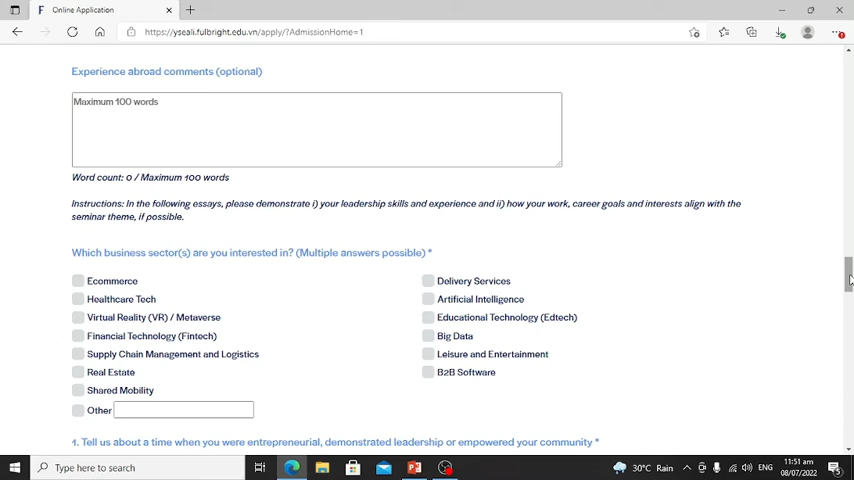 Online Application
https://yseali.fulbright.edu.vn/apply/?AdmissionHome=1
Experience abroad comments (optional)
Maximum 100 words
Word count: 0 / Maximum 100 words
Instructions: In the following essays, please demonstrate i) your leadership skills and experience and ii) how your work, career goals and interests align with the
seminar theme, if possible.
Which business sector(s) are you interested in? (Multiple answers possible) *
Ecommerce
Delivery Services
Healthcare Tech
Artificial Intelligence
Virtual Reality (VR) / Metaverse
Educational Technology (Edtech)
Financial Technology (Fintech)
Big Data
Supply Chain Management and Logistics
Leisure and Entertainment
Real Estate
B2B Software
Shared Mobility
Other
1. Tell us about a time when you were entrepreneurial, demonstrated leadership or empowered your community *
Type here to search
30°C Rain
ENG
11:51 am
08/07/2022
5